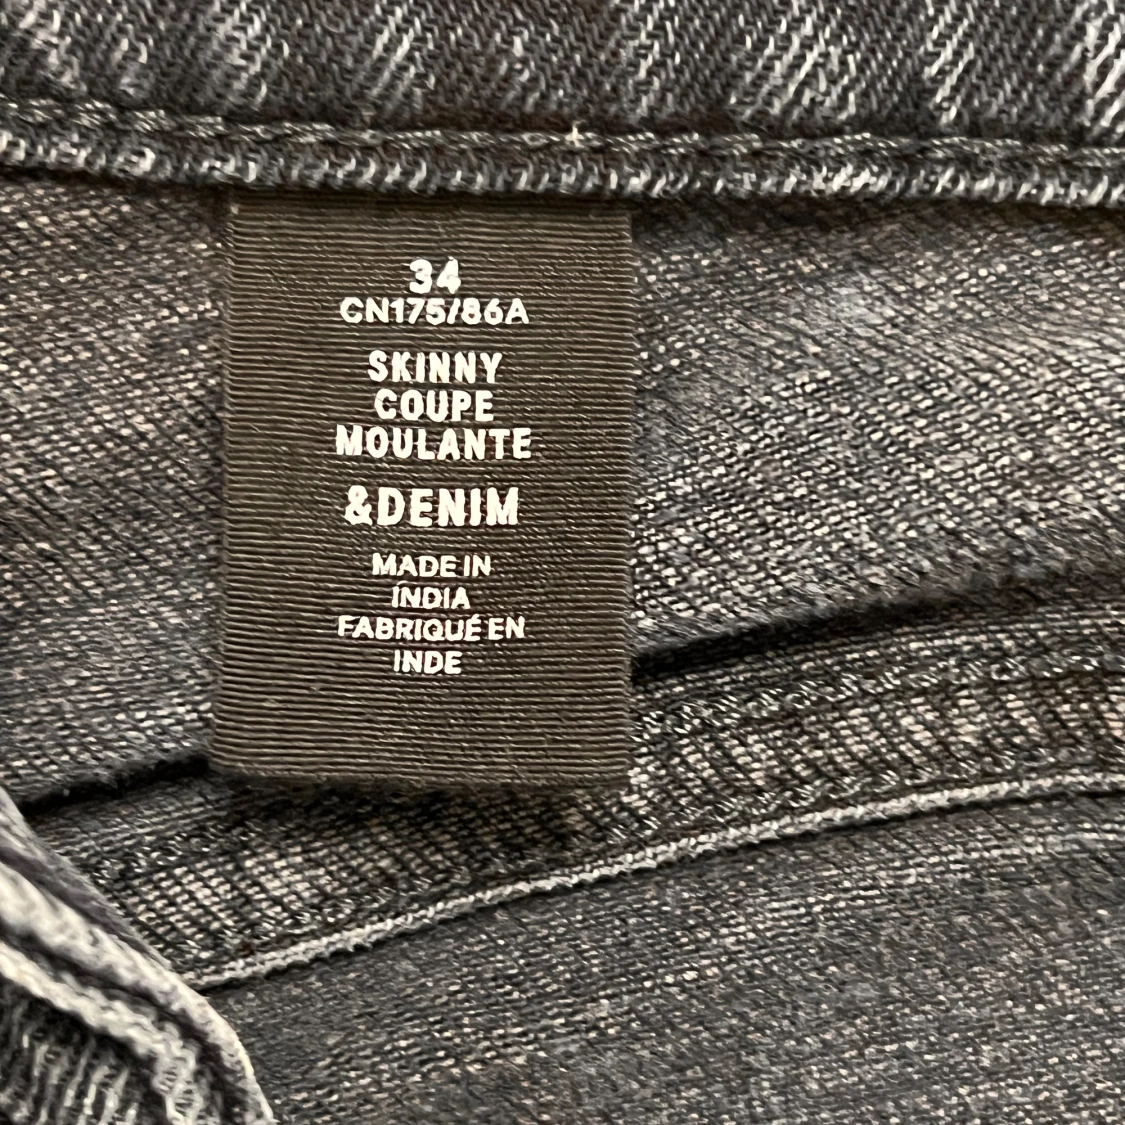 34
CN175/86A
SKINNY
COUPE
MOULANTE
&DENIM
MADE IN
INDIA
FABRIQUÉ EN
INDE